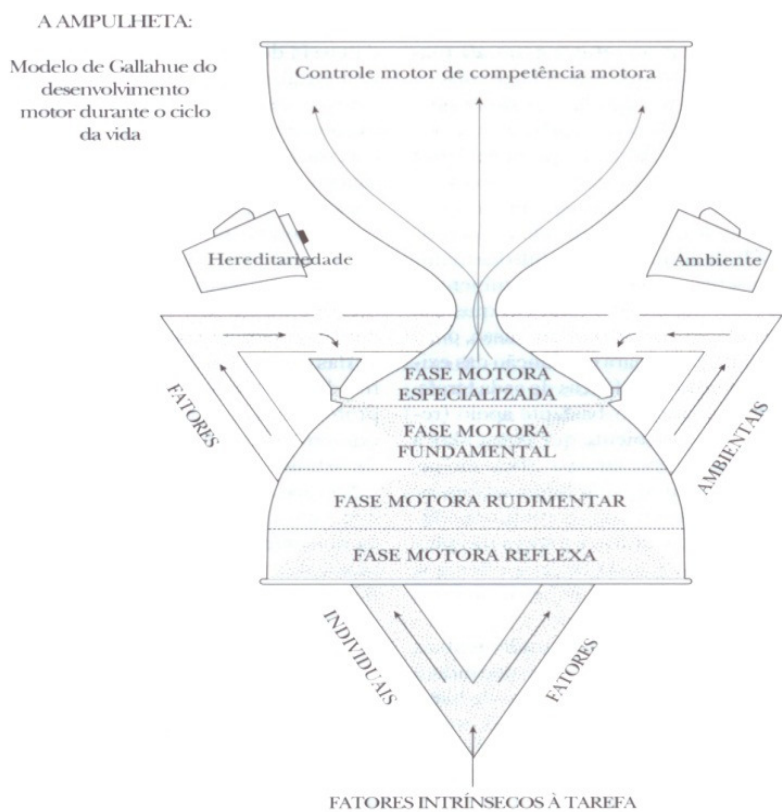 A AMPULHETA:
Modelo de Gallahue do
desenvolvimento
motor durante o ciclo
da vida
Controle motor de competência motora
Hereditariedade
Ambiente
FASE MOTORA
ESPECIALIZADA
FASE MOTORA
FUNDAMENTAL
FASE MOTORA RUDIMENTAR
FASE MOTORA REFLEXA
FATORES
AMBIENTAIS
INDIVIDUAIS
FATORES
FATORES INTRÍNSECOS À TAREFA